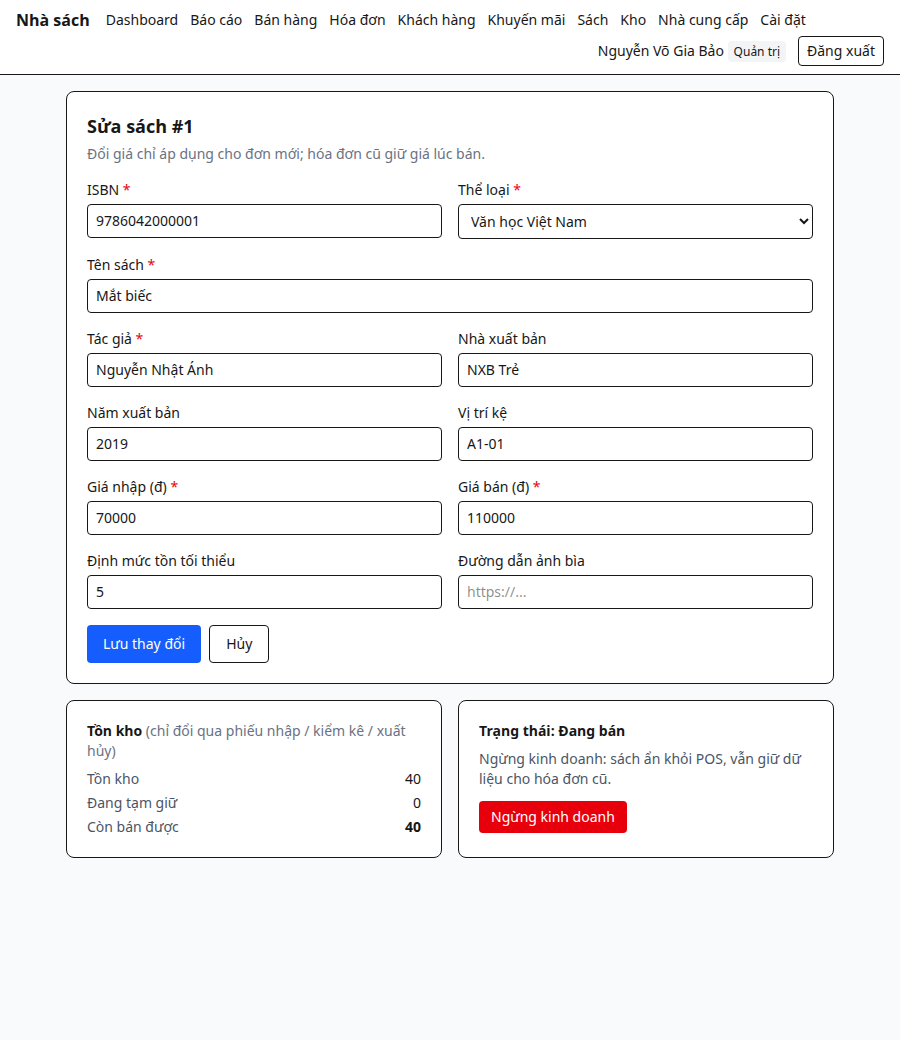 Nhà sách Dashboard Báo cáo Bán hàng Hóa đơn Khách hàng Khuyến mãi Sách Kho Nhà cung cấp Cài đặt
Nguyễn Võ Gia Bảo Quản trị Đăng xuất
Sửa sách #1
Đổi giá chỉ áp dụng cho đơn mới; hóa đơn cũ giữ giá lúc bán.
ISBN * Thể loại *
9786042000001 Văn học Việt Nam
Tên sách *
Mắt biếc
Tác giả * Nhà xuất bản
Nguyễn Nhật Ánh NXB Trẻ
Năm xuất bản Vị trí kệ
2019 A1-01
Giá nhập (đ) * Giá bán (đ) *
70000 110000
Định mức tồn tối thiểu Đường dẫn ảnh bìa
5 https://...
Lưu thay đổi Hủy
Tồn kho (chỉ đổi qua phiếu nhập / kiểm kê / xuất
hủy)
Tồn kho 40
Đang tạm giữ 0
Còn bán được 40
Trạng thái: Đang bán
Ngừng kinh doanh: sách ẩn khỏi POS, vẫn giữ dữ
liệu cho hóa đơn cũ.
Ngừng kinh doanh